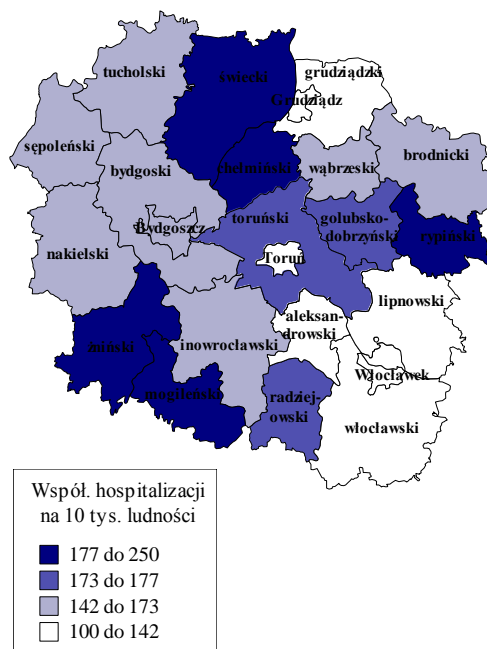 tucholski
świecki
grudziądzki
Grudziądz
sępoleński
bydgoski
chełmiński
wąbrzeski
brodnicki
toruński
golubsko-
dobrzyński
rypiński
Bydgoszcz
nakielski
Toruń
lipnowski
aleksan-
drowski
żniński
inowrocławski
Włocławek
mogileński
radziej-
owski
włocławski
Współ. hospitalizacji
na 10 tys. ludności
177 do 250
173 do 177
142 do 173
100 do 142